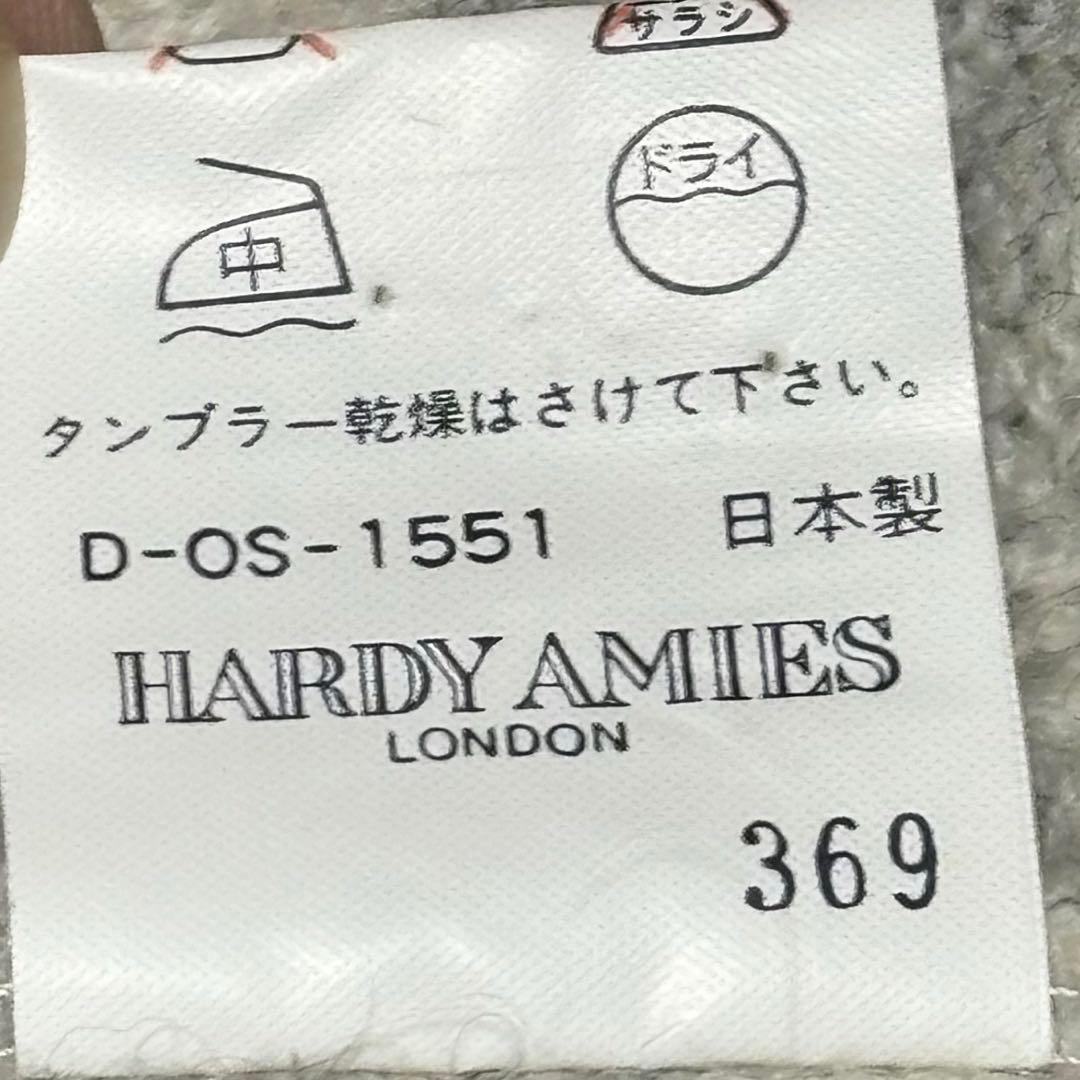 サラシ
ドライ
中
タンブラー乾燥はさけて下さい。
D-OS-1551 日本製
HARDY AMIES
LONDON
369